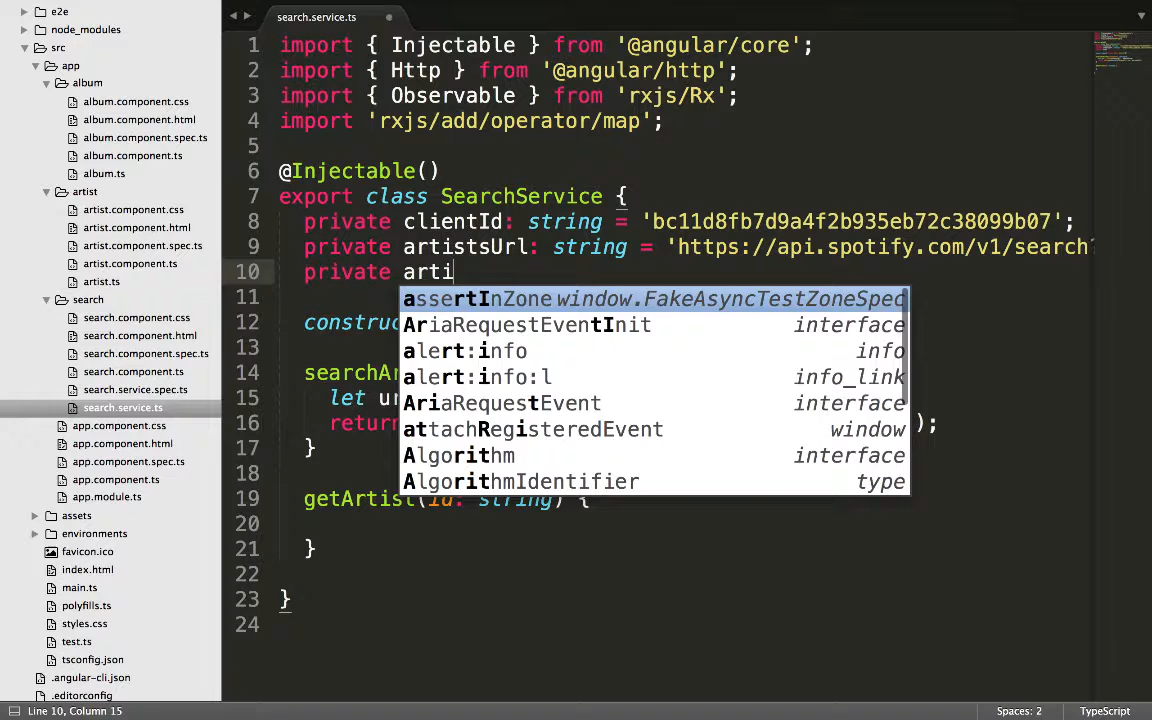 e2e
node_modules
src
app
album
album.component.css
album.component.html
album.component.spec.ts
album.component.ts
album.ts
artist
artist.component.css
artist.component.html
artist.component.spec.ts
artist.component.ts
artist.ts
search
search.component.css
search.component.html
search.component.spec.ts
search.component.ts
search.service.spec.ts
search.service.ts
app.component.css
app.component.html
app.component.spec.ts
app.component.ts
app.module.ts
assets
environments
favicon.ico
index.html
main.ts
polyfills.ts
styles.css
test.ts
tsconfig.json
.angular-cli.json
.editorconfig
search.service.ts
1 import { Injectable } from '@angular/core';
2 import { Http } from '@angular/http';
3 import { Observable } from 'rxjs/Rx';
4 import 'rxjs/add/operator/map';
5
6 @Injectable()
7 export class SearchService {
8 private clientId: string = 'bc11d8fb7d9a4f2b935eb72c38099b07';
9 private artistsUrl: string = 'https://api.spotify.com/v1/search
10 private arti
11
12 construc
13
14 searchAr
15 let ur
16 return );
17 }
18
19 getArtist(id: string) {
20
21 }
22
23 }
24
assertInZone window.FakeAsyncTestZoneSpec
AriaRequestEventInit interface
alert:info info
alert:info:l info_link
AriaRequestEvent interface
attachRegisteredEvent window
Algorithm interface
AlgorithmIdentifier type
Line 10, Column 15 Spaces: 2 TypeScript